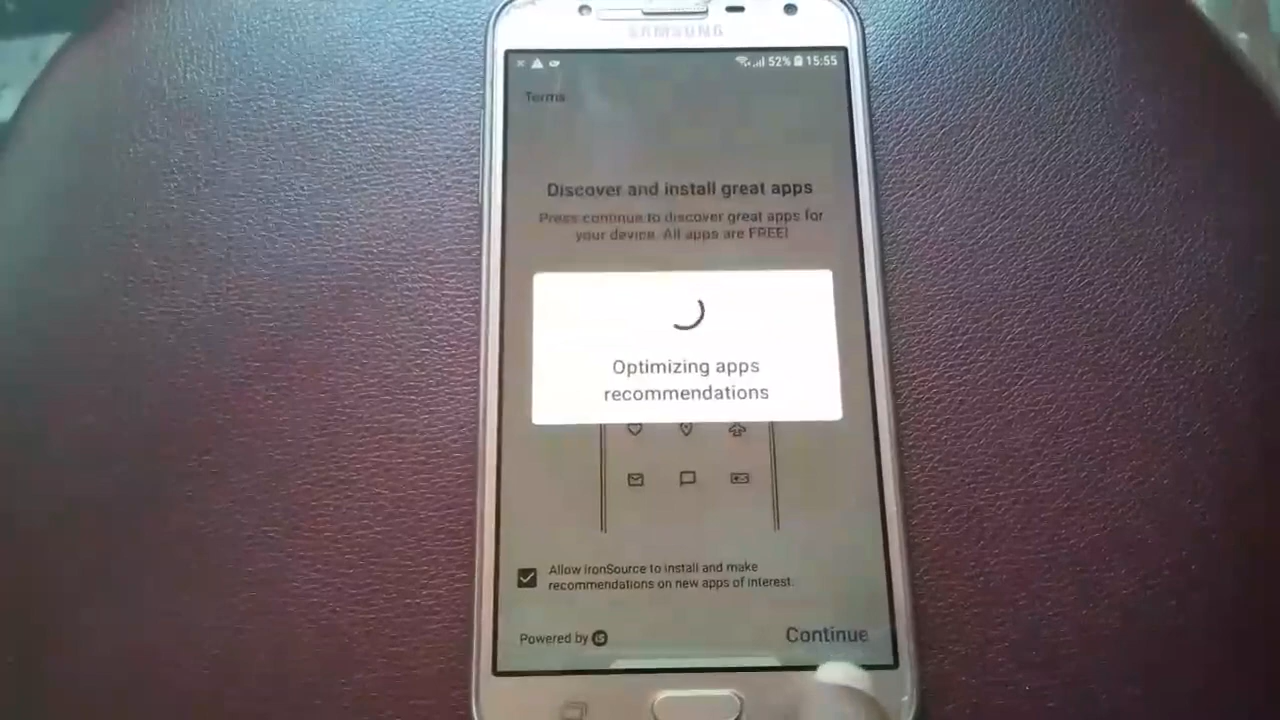 SAMSUNG
52% 15:55
Terms
Discover and install great apps
Press continue to discover great apps for
your device. All apps are FREE!
Optimizing apps
recommendations
Allow ironSource to install and make
recommendations on new apps of interest.
Powered by iS
Continue